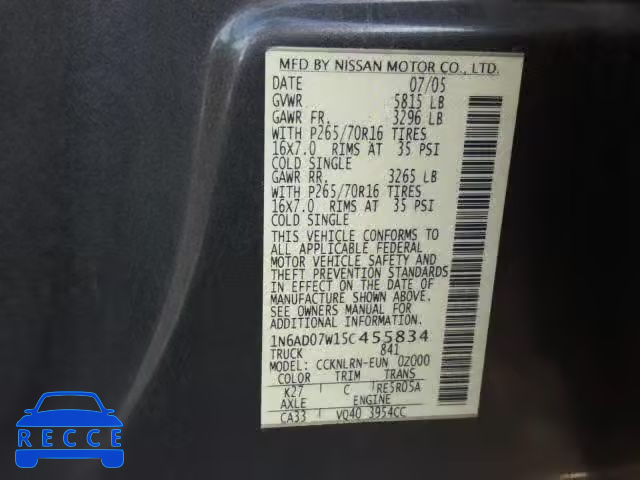 MFD BY NISSAN MOTOR CO., LTD.
DATE 07/05
GVWR 5815 LB
GAWR FR. 3296 LB
WITH P265/70R16 TIRES
16X7.0 RIMS AT 35 PSI
COLD SINGLE
GAWR RR. 3265 LB
WITH P265/70R16 TIRES
16X7.0 RIMS AT 35 PSI
COLD SINGLE
THIS VEHICLE CONFORMS TO
ALL APPLICABLE FEDERAL
MOTOR VEHICLE SAFETY AND
THEFT PREVENTION STANDARDS
IN EFFECT ON THE DATE OF
MANUFACTURE SHOWN ABOVE.
SEE OWNERS MANUAL FOR
ADDITIONAL INFORMATION.
1N6AD07W15C455834
TRUCK 841
MODEL: CCKNLRN-EUN 0Z000
COLOR TRIM TRANS
K27 C RE5R05A
AXLE ENGINE
CA33 VQ40 3954CC
RECCE